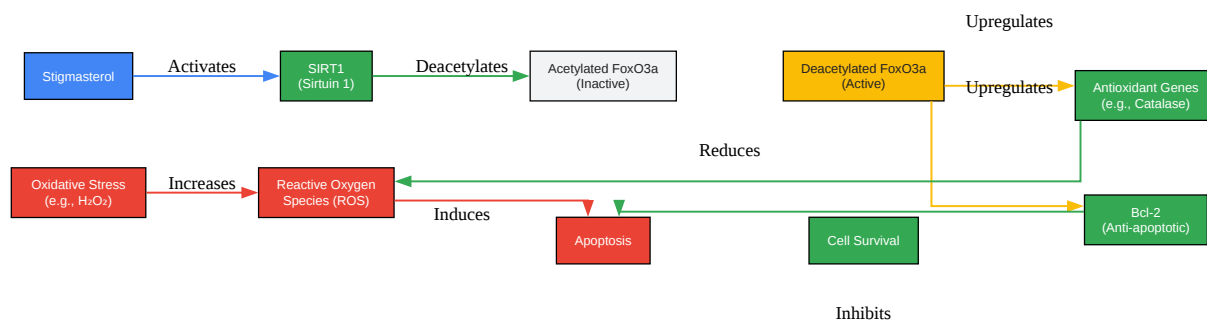 Upregulates
Stigmasterol
Activates
SIRT1
(Sirtuin 1)
Deacetylates
Acetylated FoxO3a
(Inactive)
Deacetylated FoxO3a
(Active)
Upregulates
Antioxidant Genes
(e.g., Catalase)
Reduces
Oxidative Stress
(e.g., H₂O₂)
Increases
Reactive Oxygen
Species (ROS)
Induces
Apoptosis
Cell Survival
Bcl-2
(Anti-apoptotic)
Inhibits